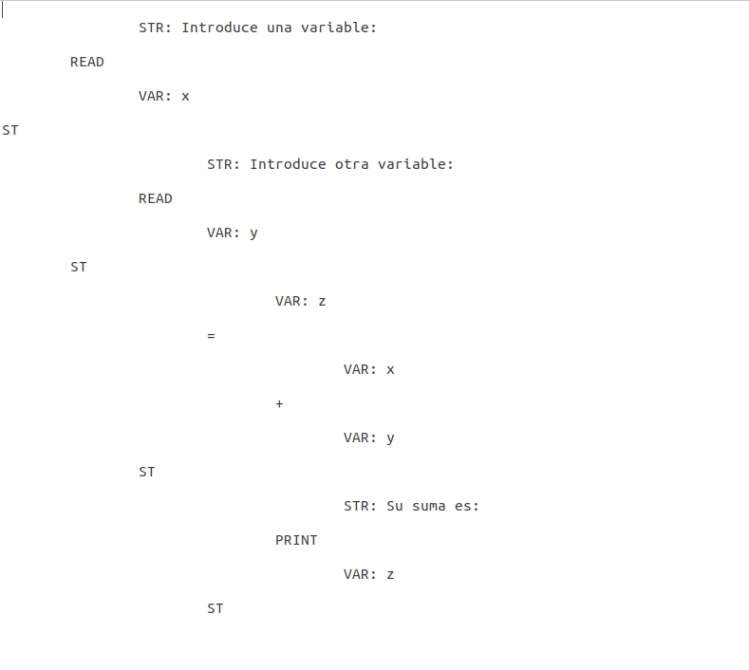 STR: Introduce una variable:
READ
VAR: x
ST
STR: Introduce otra variable:
READ
VAR: y
ST
VAR: z
=
VAR: x
+
VAR: y
ST
STR: Su suma es:
PRINT
VAR: z
ST